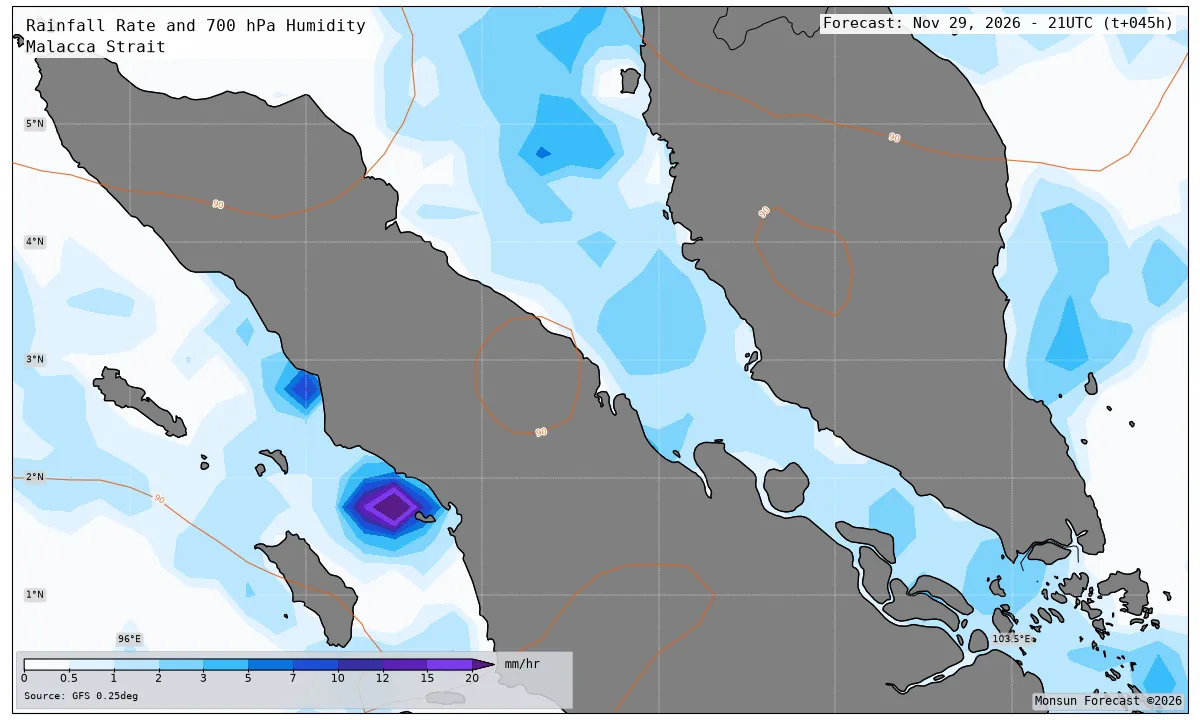 Rainfall Rate and 700 hPa Humidity
Malacca Strait
Forecast: Nov 29, 2026 - 21UTC (t+045h)
90
5°N
90
90
4°N
3°N
90
2°N
90
1°N
96°E
103.5°E
mm/hr
0 0.5 1 2 3 5 7 10 12 15 20
Source: GFS 0.25deg
Monsun Forecast ©2026